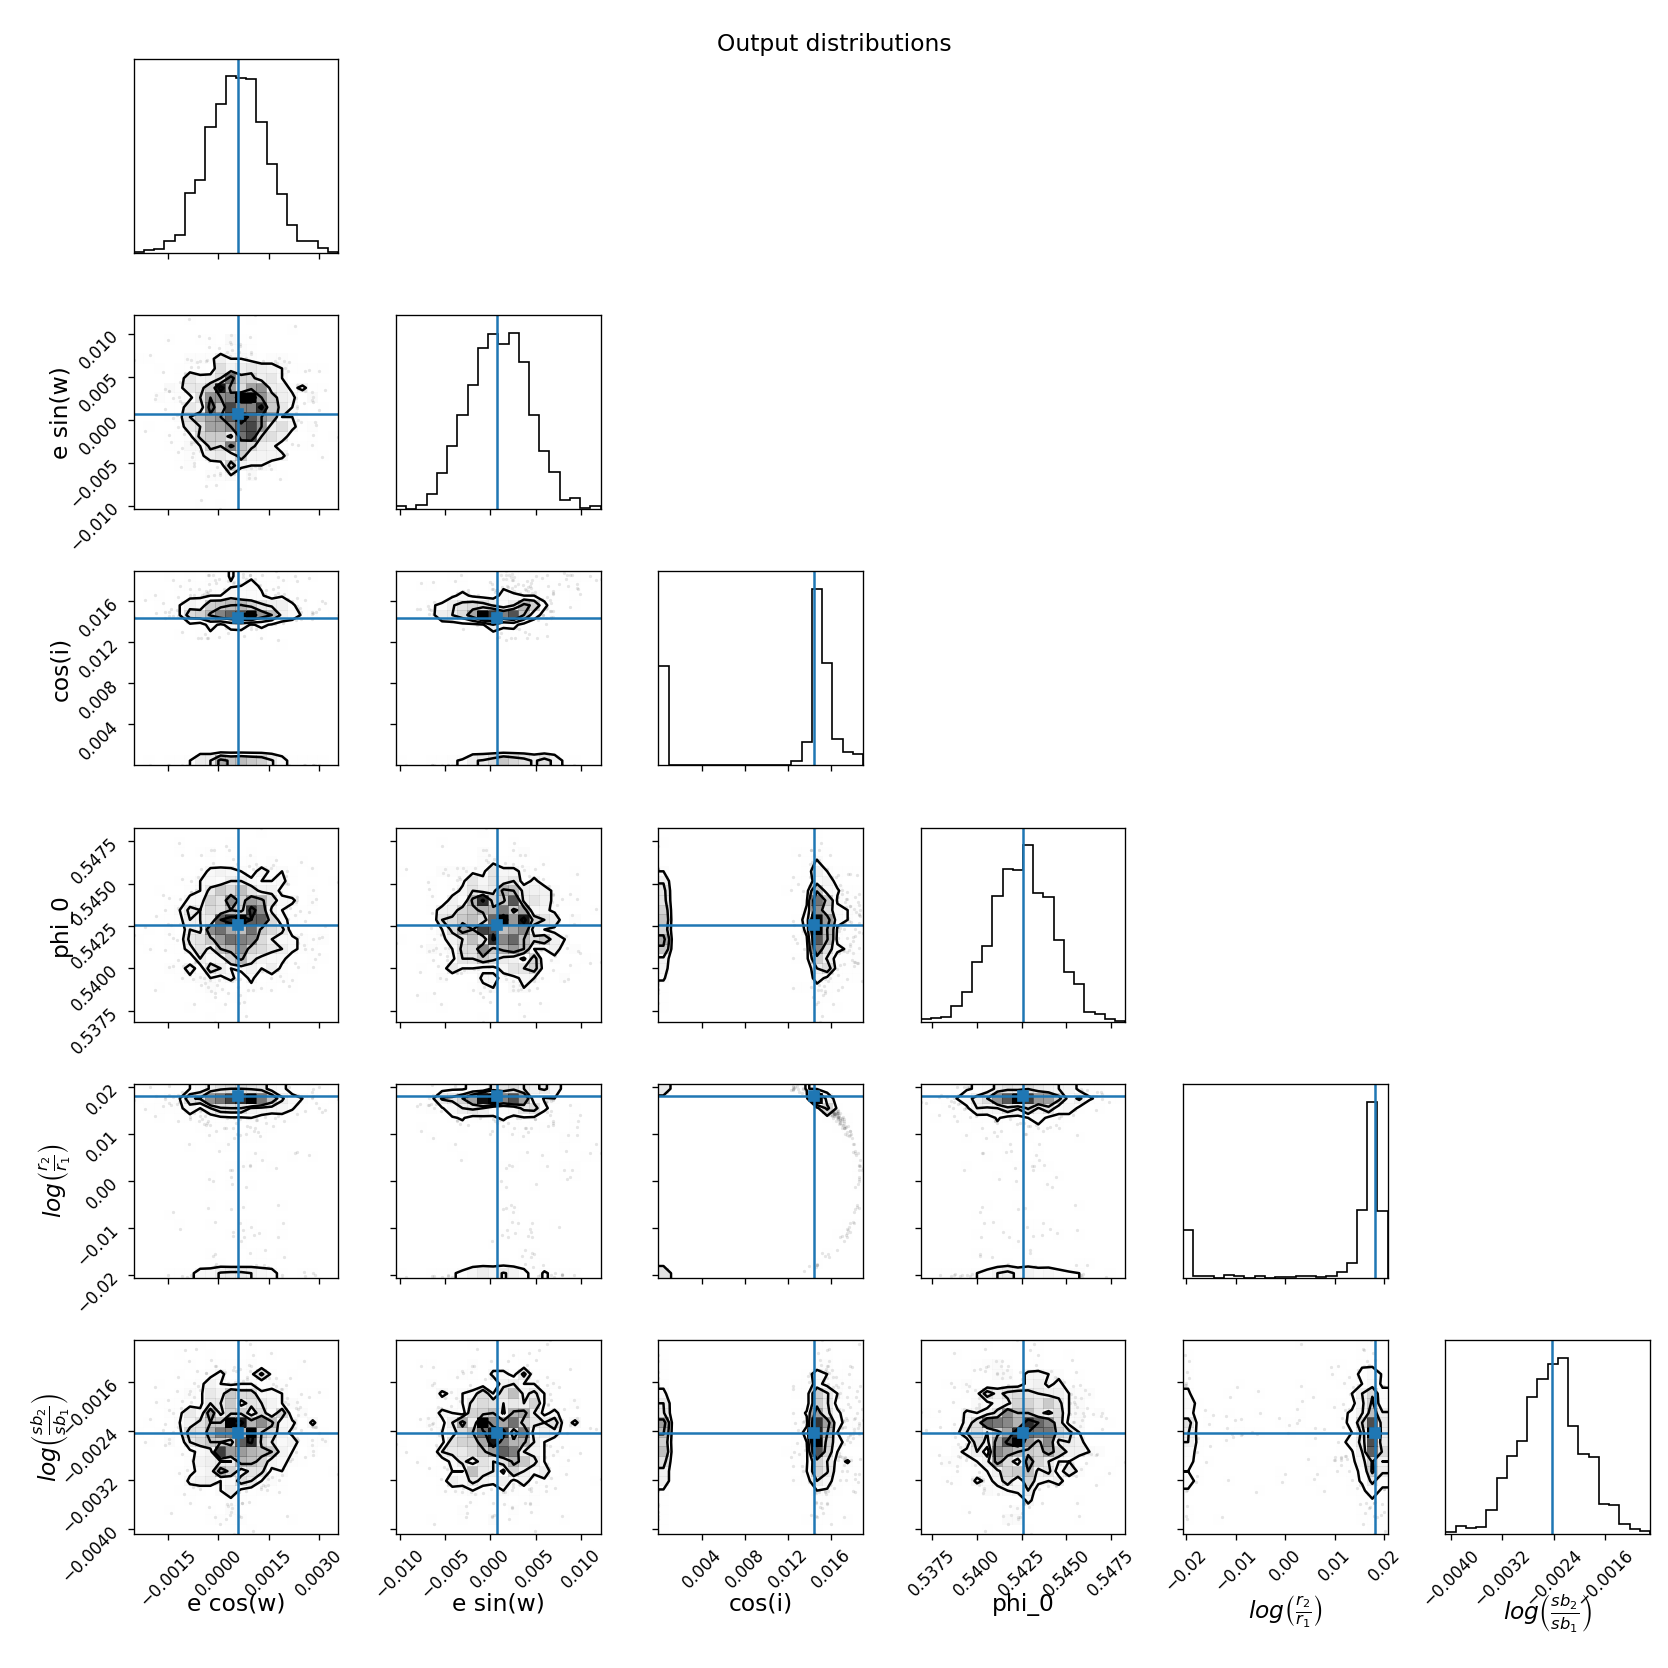 Output distributions
0.010
0.005
0.000
−0.005
−0.010
e sin(w)
0.016
0.012
0.008
0.004
cos(i)
0.5475
0.5450
0.5425
0.5400
0.5375
phi_0
0.02
0.01
0.00
−0.01
−0.02
log(r₂/r₁)
−0.0016
−0.0024
−0.0032
−0.0040
log(sb₂/sb₁)
−0.0015 0.0000 0.0015 0.0030
e cos(w)
−0.010 −0.005 0.000 0.005 0.010
e sin(w)
0.004 0.008 0.012 0.016
cos(i)
0.5375 0.5400 0.5425 0.5450 0.5475
phi_0
−0.02 −0.01 0.00 0.01 0.02
log(r₂/r₁)
−0.0040 −0.0032 −0.0024 −0.0016
log(sb₂/sb₁)